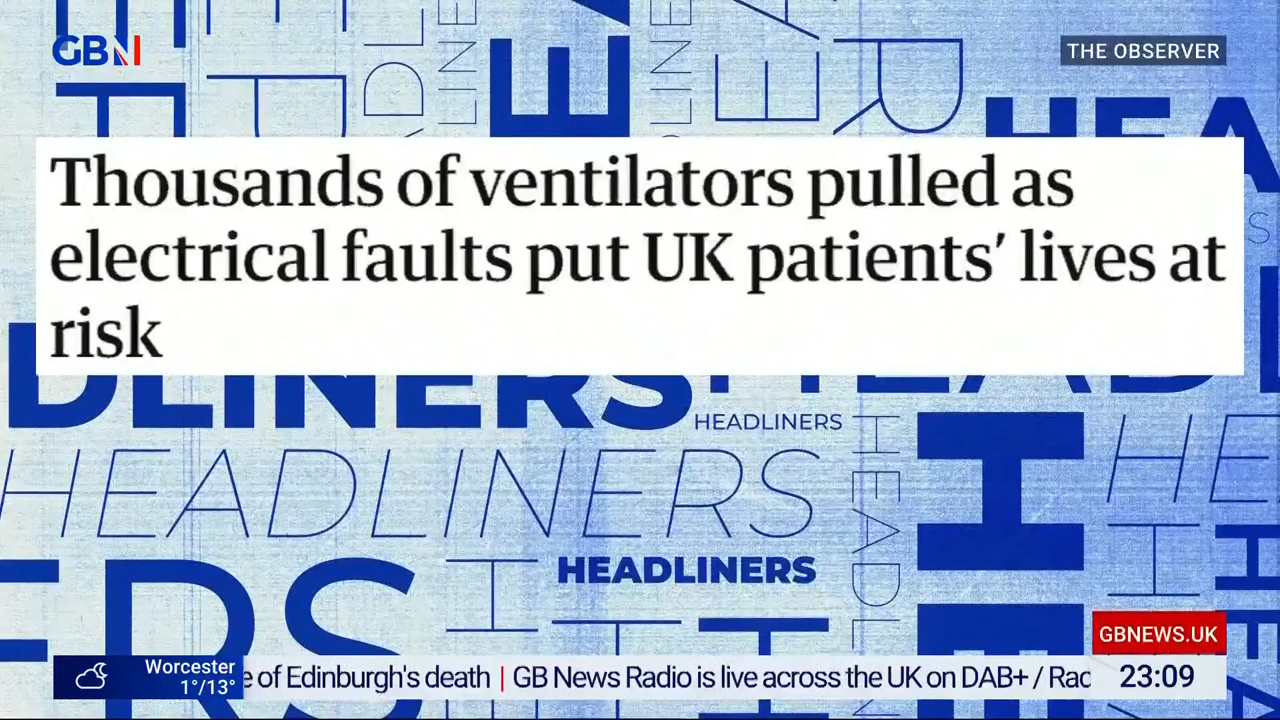 GBN
THE OBSERVER
Thousands of ventilators pulled as
electrical faults put UK patients' lives at
risk
DLINERS
HEADLINERS
HEADLINERS
HEADLINERS
GBNEWS.UK
Worcester
1°/13°
e of Edinburgh's death | GB News Radio is live across the UK on DAB+ / Rad
23:09